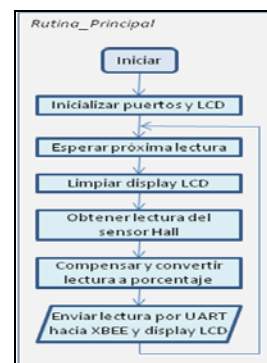 Rutina_Principal
Iniciar
Inicializar puertos y LCD
Esperar próxima lectura
Limpiar display LCD
Obtener lectura del
sensor Hall
Compensar y convertir
lectura a porcentaje
Enviar lectura por UART
hacia XBEE y display LCD